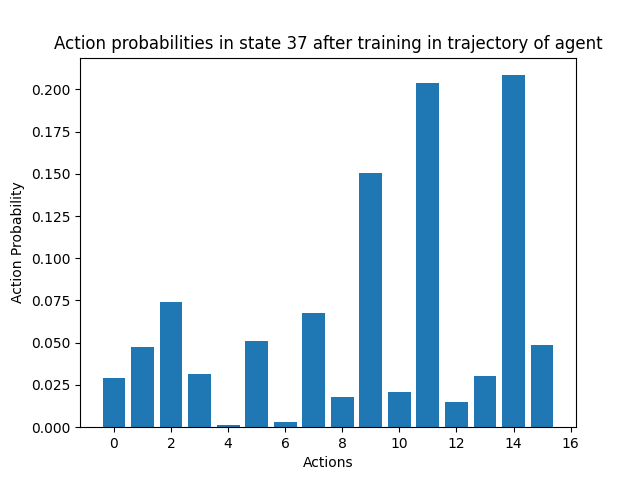 Action probabilities in state 37 after training in trajectory of agent
0.200
0.175
0.150
0.125
0.100
0.075
0.050
0.025
0.000
Action Probability
0 2 4 6 8 10 12 14 16
Actions